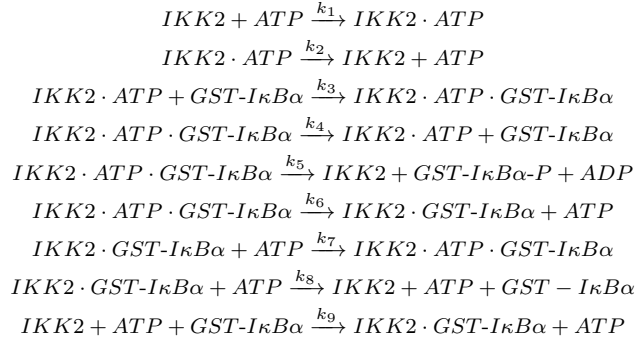 IKK2 + ATP —k₁→ IKK2 · ATP
IKK2 · ATP —k₂→ IKK2 + ATP
IKK2 · ATP + GST-IκBα —k₃→ IKK2 · ATP · GST-IκBα
IKK2 · ATP · GST-IκBα —k₄→ IKK2 · ATP + GST-IκBα
IKK2 · ATP · GST-IκBα —k₅→ IKK2 + GST-IκBα-P + ADP
IKK2 · ATP · GST-IκBα —k₆→ IKK2 · GST-IκBα + ATP
IKK2 · GST-IκBα + ATP —k₇→ IKK2 · ATP · GST-IκBα
IKK2 · GST-IκBα + ATP —k₈→ IKK2 + ATP + GST − IκBα
IKK2 + ATP + GST-IκBα —k₉→ IKK2 · GST-IκBα + ATP